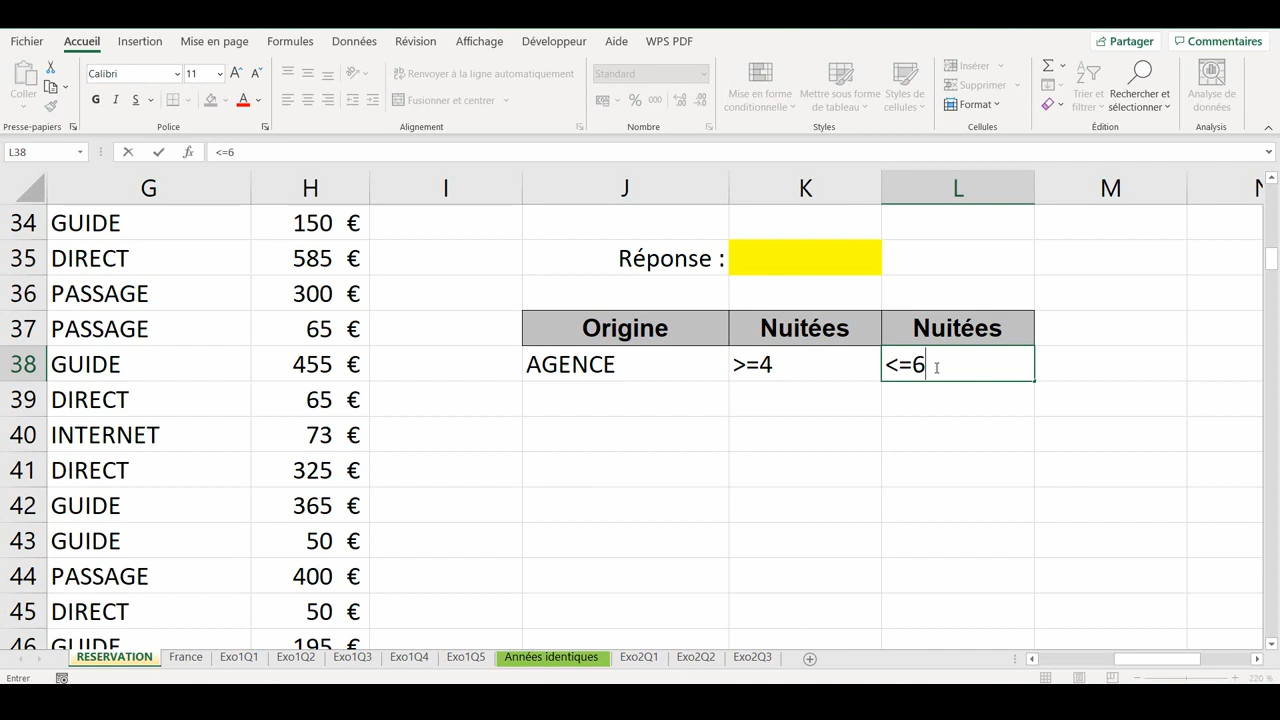 Fichier Accueil Insertion Mise en page Formules Données Révision Affichage Développeur Aide WPS PDF Partager Commentaires
Calibri 11 Renvoyer à la ligne automatiquement Standard Insérer
Coller Mise en forme conditionnelle Mettre sous forme de tableau Styles de cellules Supprimer Trier et filtrer Rechercher et sélectionner Analyse de données
G I S A Fusionner et centrer % 000 Format
Presse-papiers Police Alignement Nombre Styles Cellules Édition Analyse
L38 fx <=6
G H I J K L M N
34 GUIDE 150 €
35 DIRECT 585 € Réponse :
36 PASSAGE 300 €
37 PASSAGE 65 € Origine Nuitées Nuitées
38 GUIDE 455 € AGENCE >=4 <=6
39 DIRECT 65 €
40 INTERNET 73 €
41 DIRECT 325 €
42 GUIDE 365 €
43 GUIDE 50 €
44 PASSAGE 400 €
45 DIRECT 50 €
46 GUIDE 195 €
RESERVATION France Exo1Q1 Exo1Q2 Exo1Q3 Exo1Q4 Exo1Q5 Années identiques Exo2Q1 Exo2Q2 Exo2Q3
Entrer 220 %